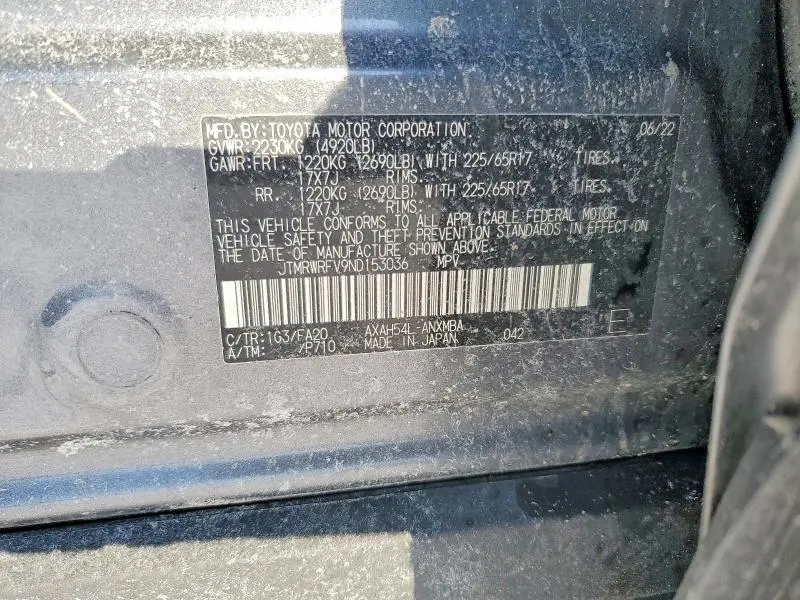 MFD.BY:TOYOTA MOTOR CORPORATION 06/22
GVWR:2230KG (4920LB)
GAWR:FRT. 1220KG (2690LB) WITH 225/65R17 TIRES,
17X7J RIMS.
RR. 1220KG (2690LB) WITH 225/65R17 TIRES,
17X7J RIMS.
THIS VEHICLE CONFORMS TO ALL APPLICABLE FEDERAL MOTOR
VEHICLE SAFETY AND THEFT PREVENTION STANDARDS IN EFFECT ON
THE DATE OF MANUFACTURE SHOWN ABOVE.
JTMRWRFV9ND153036 MPV
C/TR:1G3/FA20 AXAH54L-ANXMBA 042 E
A/TM: /P710 MADE IN JAPAN